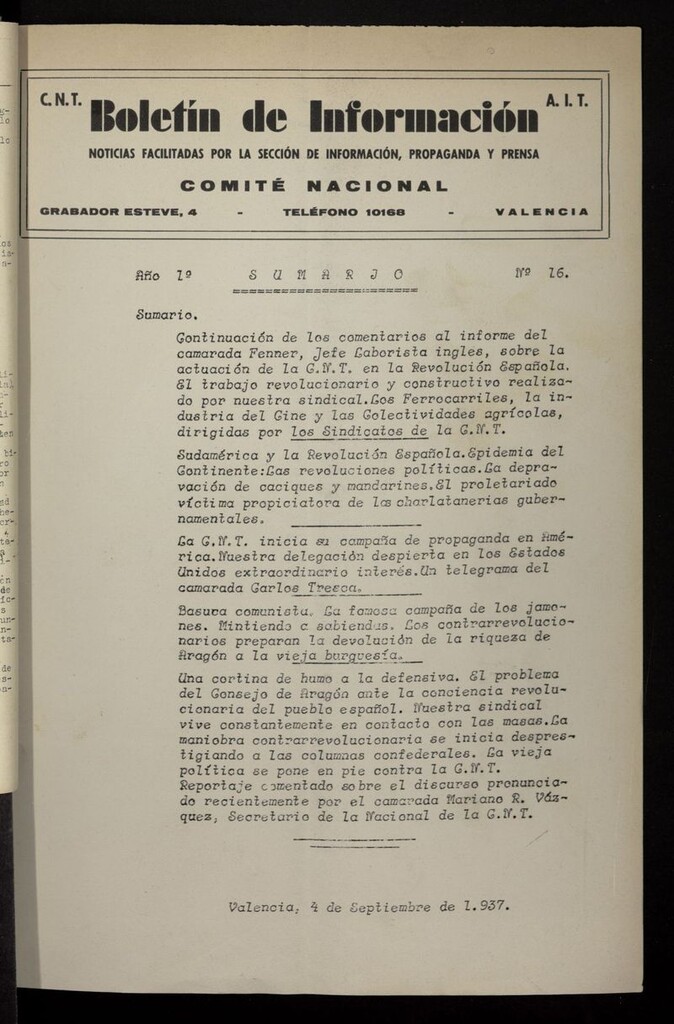 C.N.T. Boletín de Información A.I.T.
NOTICIAS FACILITADAS POR LA SECCIÓN DE INFORMACIÓN, PROPAGANDA Y PRENSA
COMITÉ NACIONAL
GRABADOR ESTEVE, 4 - TELÉFONO 10168 - VALENCIA
Año 1º S U M A R I O Nº 16.
Sumario.
Continuación de los comentarios al informe del
camarada Fenner, Jefe Laborista ingles, sobre la
actuación de la C.N.T. en la Revolución Española.
El trabajo revolucionario y constructivo realiza-
do por nuestra sindical.Los Ferrocarriles, la in-
dustria del Cine y las Colectividades agrícolas,
dirigidas por los Sindicatos de la C.N.T.
Sudamérica y la Revolución Española.Epidemia del
Continente:Las revoluciones políticas.La depra-
vación de caciques y mandarines.El proletariado
víctima propiciatora de las charlatanerias guber-
namentales.
La C.N.T. inicia su campaña de propaganda en Amé-
rica.Nuestra delegación despierta en los Estados
Unidos extraordinario interés.Un telegrama del
camarada Carlos Tresca.
Basura comunista. La famosa campaña de los jamo-
nes. Mintiendo a sabiendas. Los contrarrevolucio-
narios preparan la devolución de la riqueza de
Aragón a la vieja burguesía.
Una cortina de humo a la defensiva. El problema
del Consejo de Aragón ante la conciencia revolu-
cionaria del pueblo español. Nuestra sindical
vive constantemente en contacto con las masas.La
maniobra contrarrevolucionaria se inicia despres-
tigiando a las columnas confederales. La vieja
política se pone en pie contra la C.N.T.
Reportaje comentado sobre el discurso pronuncia-
do recientemente por el camarada Mariano R. Váz-
quez, Secretario de la Nacional de la C.N.T.
Valencia, 4 de Septiembre de 1.937.